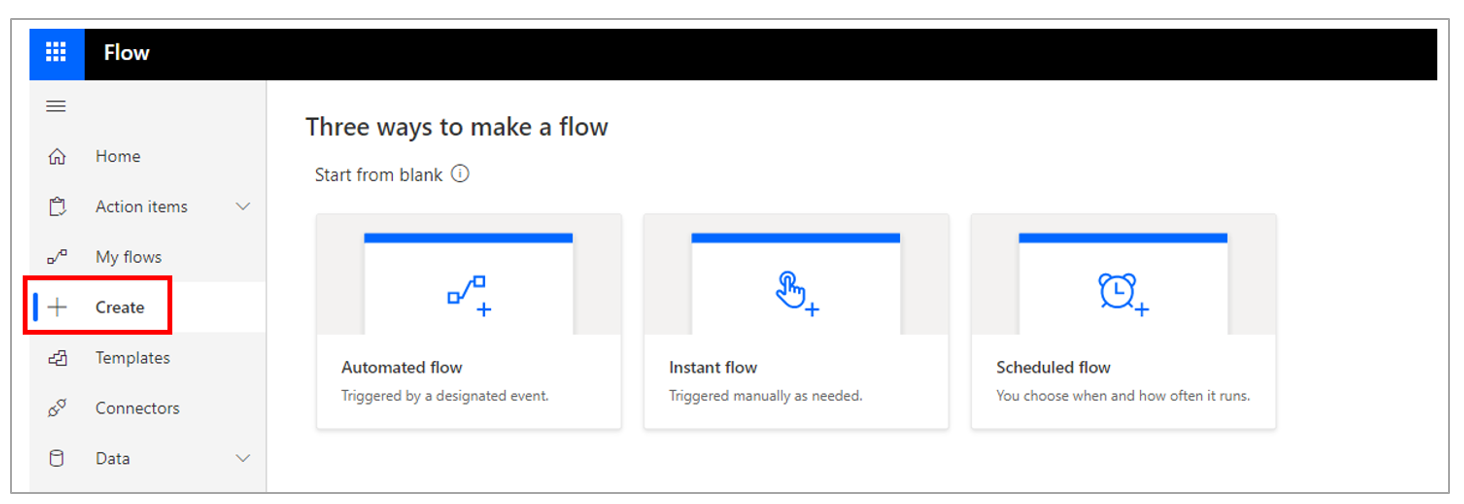 Flow
Home
Action items
My flows
Create
Templates
Connectors
Data
Three ways to make a flow
Start from blank
Automated flow
Triggered by a designated event.
Instant flow
Triggered manually as needed.
Scheduled flow
You choose when and how often it runs.